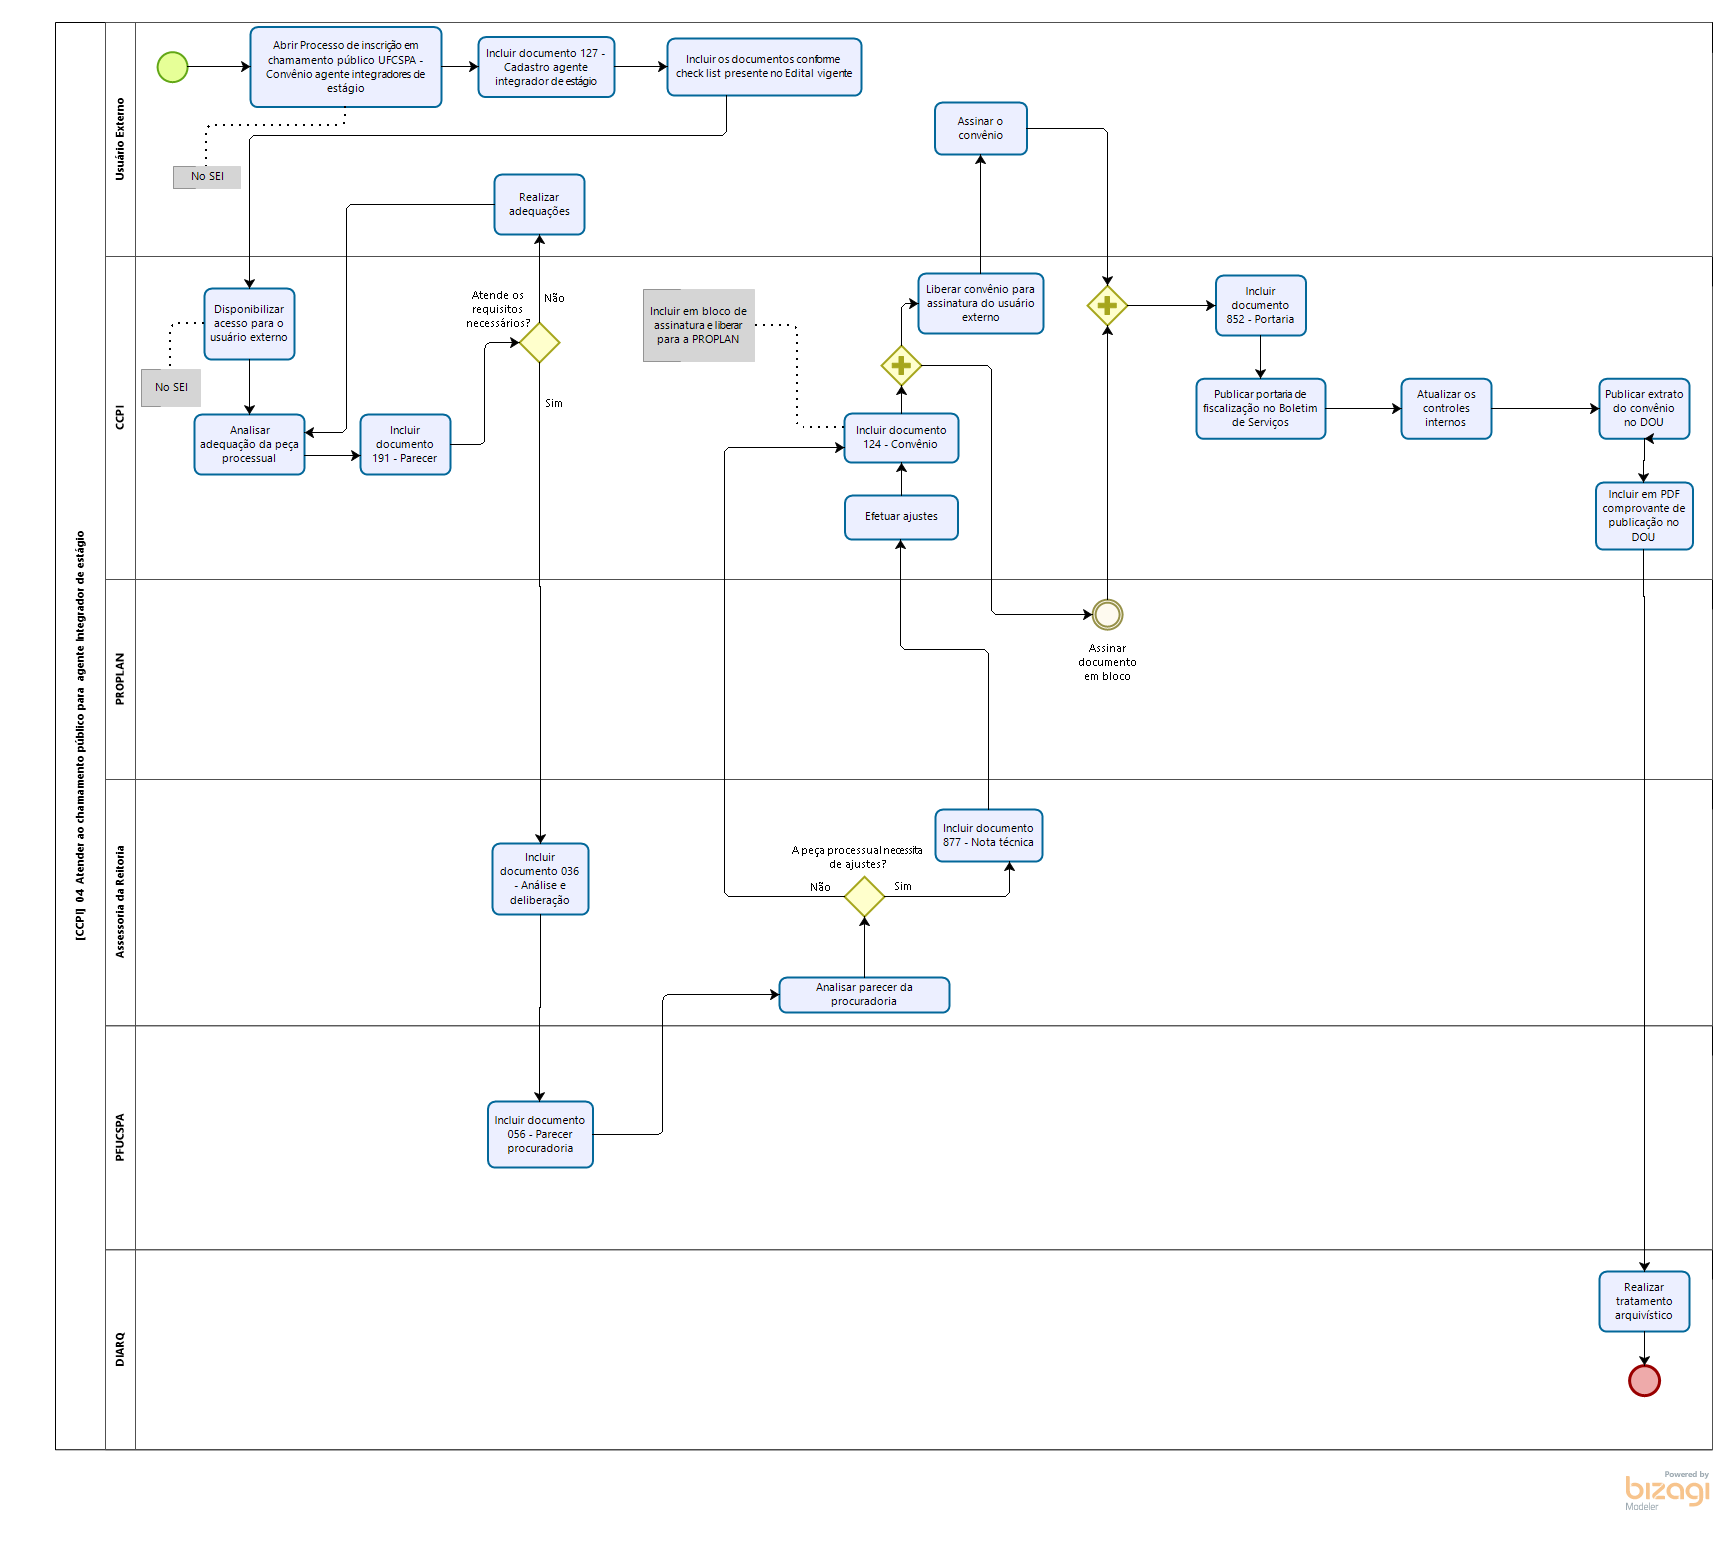 [CCPI] 04 Atender ao chamamento público para agente Integrador de estágio
Usuário Externo
Abrir Processo de inscrição em
chamamento público UFCSPA -
Convênio agente integradores de
estágio
Incluir documento 127 -
Cadastro agente
integrador de estágio
Incluir os documentos conforme
check list presente no Edital vigente
No SEI
Realizar
adequações
Assinar o
convênio
CCPI
Disponibilizar
acesso para o
usuário externo
No SEI
Analisar
adequação da peça
processual
Incluir
documento
191 - Parecer
Atende os
requisitos
necessários?
Não
Sim
Incluir em bloco de
assinatura e liberar
para a PROPLAN
Liberar convênio para
assinatura do usuário
externo
Incluir documento
124 - Convênio
Efetuar ajustes
Incluir
documento
852 - Portaria
Publicar portaria de
fiscalização no Boletim
de Serviços
Atualizar os
controles
internos
Publicar extrato
do convênio
no DOU
Incluir em PDF
comprovante de
publicação no
DOU
PROPLAN
Assinar
documento
em bloco
Assessoria da Reitoria
Incluir
documento 036
- Análise e
deliberação
A peça processual necessita
de ajustes?
Não
Sim
Incluir documento
877 - Nota técnica
Analisar parecer da
procuradoria
PFUCSPA
Incluir documento
056 - Parecer
procuradoria
DIARQ
Realizar
tratamento
arquivístico
Powered by
bizagi
Modeler